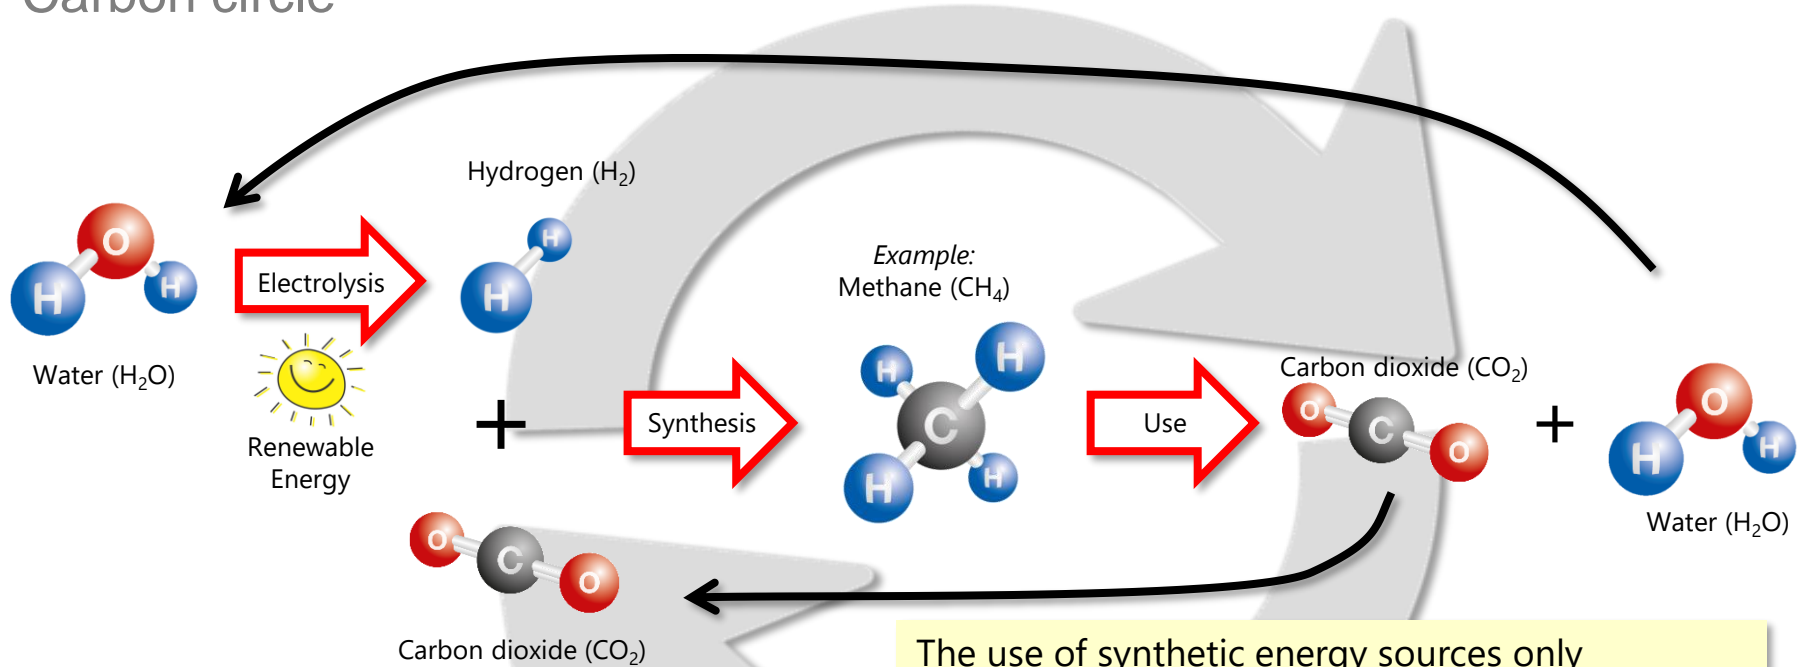 Carbon circle
Hydrogen (H₂)
O
H
H
Electrolysis
H
H
Water (H₂O)
Renewable
Energy
+
O
C
O
Carbon dioxide (CO₂)
Synthesis
Example:
Methane (CH₄)
H
H
C
H
H
Use
Carbon dioxide (CO₂)
O
C
O
+
O
H
H
Water (H₂O)
The use of synthetic energy sources only